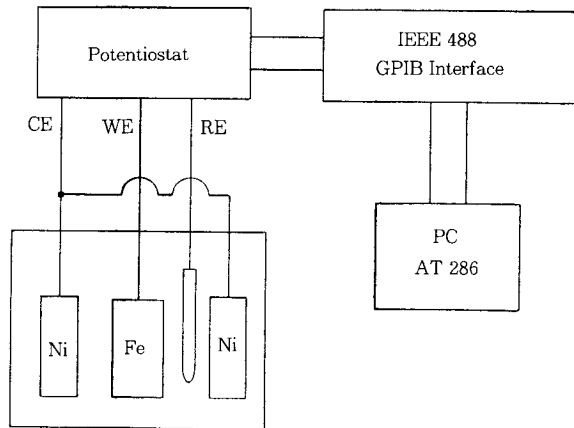 Potentiostat
IEEE 488
GPIB Interface
CE
WE
RE
PC
AT 286
Ni
Fe
Ni